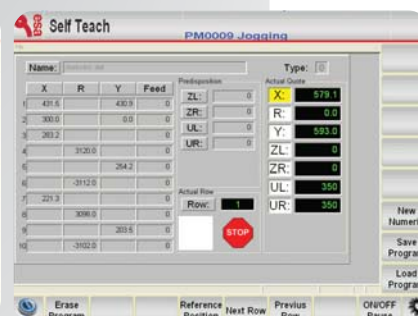 esa Self Teach
PM0009 Jogging
Name:
Type: 0
X R Y Feed
Predisposition
Actual Quote
1 431.5 430.9 0
2 300.0 0.0 0
3 283.2 0
4 3120.0 0
5 254.2 0
6 -3112.0 0
7 221.3 0
8 3096.0 0
9 203.5 0
10 -3102.0 0
ZL: 0
ZR: 0
UL: 0
UR: 0
Actual Row
Row: 1
STOP
X: 579.1
R: 0.0
Y: 593.0
ZL: 0
ZR: 0
UL: 350
UR: 350
New
Numeri
Save
Program
Load
Program
Erase
Program
Reference
Position
Next Row
Previus
Row
ON/OFF
Pause